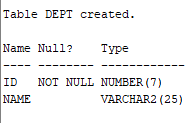 Table DEPT created.
Name Null? Type
---- -------- ------------
ID NOT NULL NUMBER(7)
NAME VARCHAR2(25)